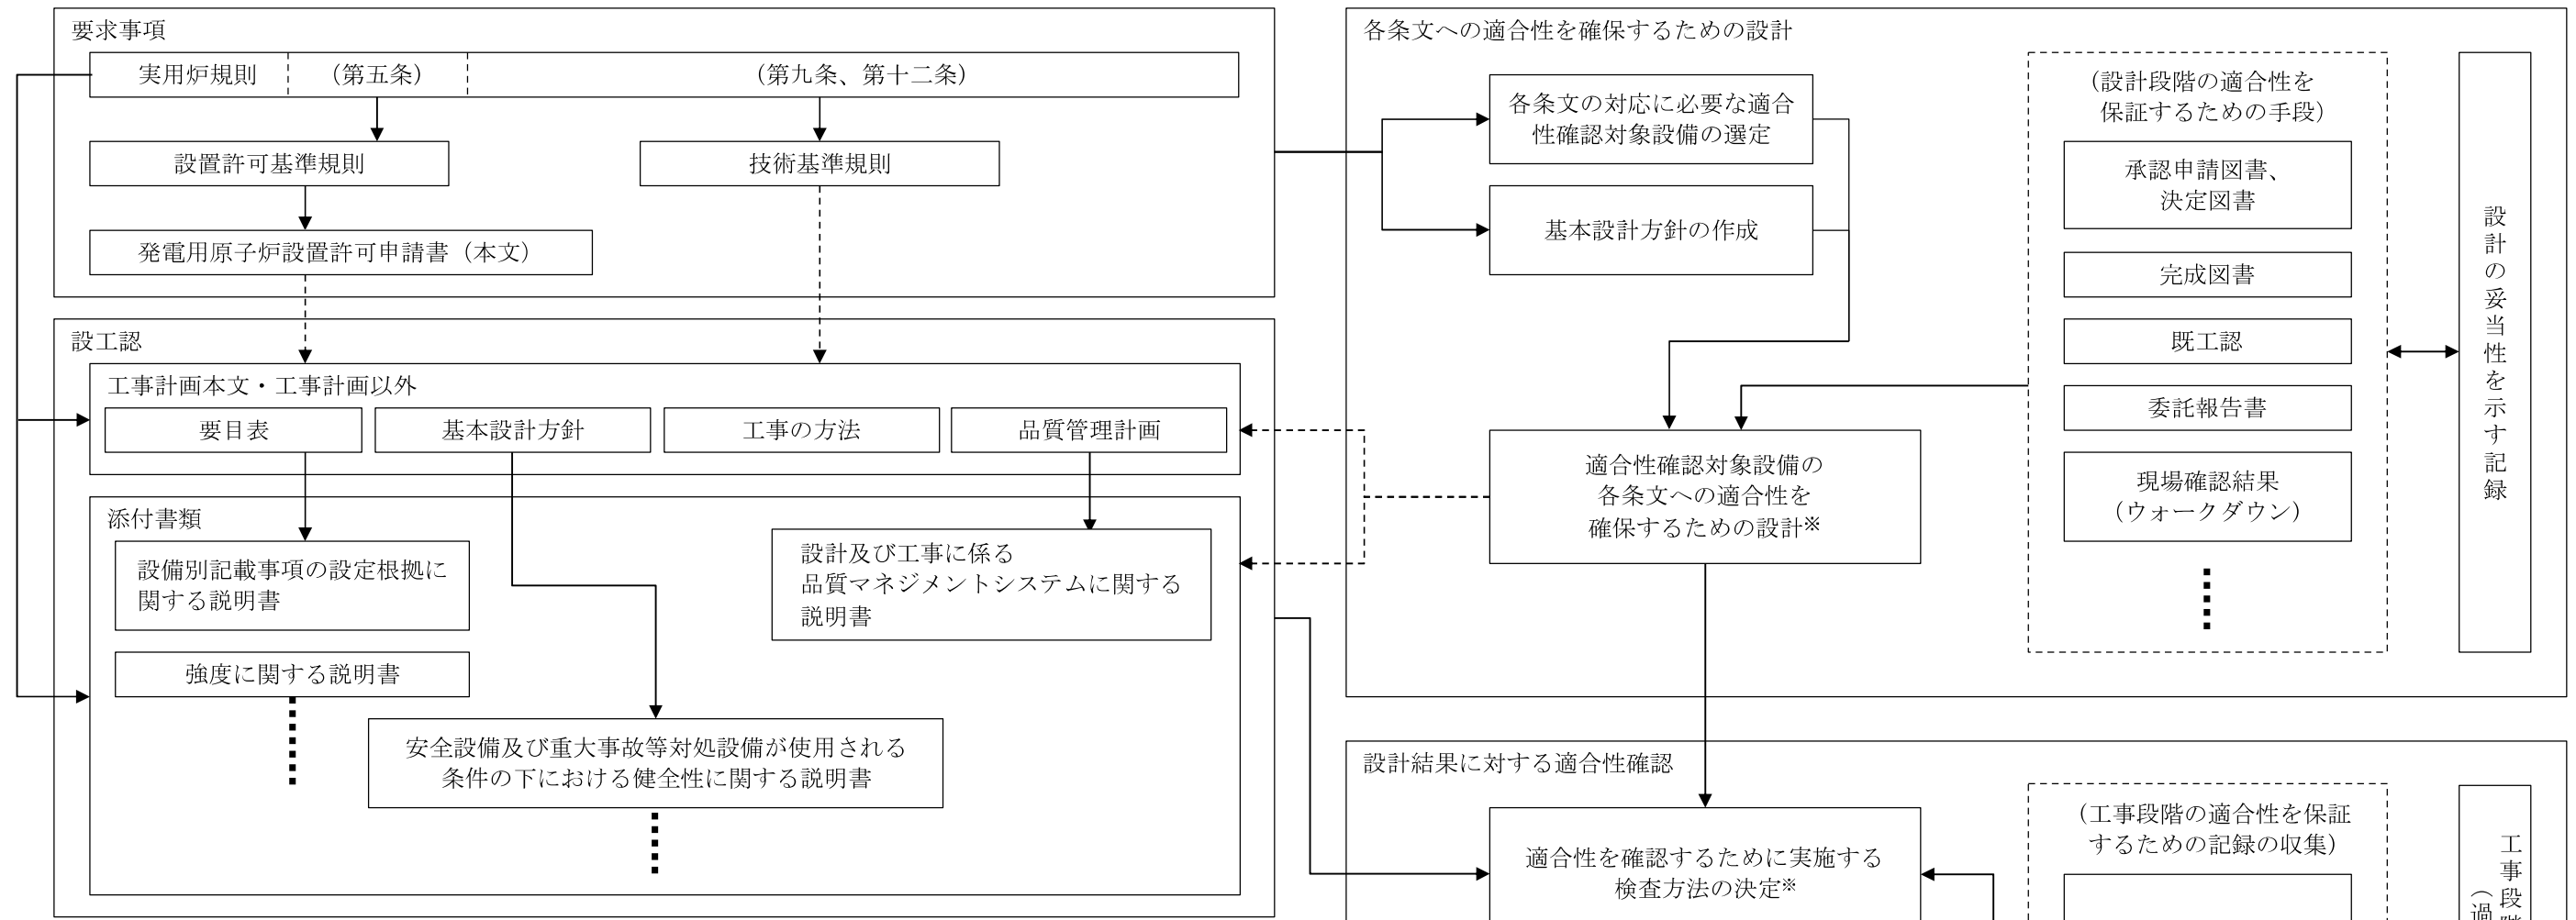 要求事項
実用炉規則
（第五条）
（第九条、第十二条）
設置許可基準規則
技術基準規則
発電用原子炉設置許可申請書（本文）
設工認
工事計画本文・工事計画以外
要目表
基本設計方針
工事の方法
品質管理計画
添付書類
設備別記載事項の設定根拠に
関する説明書
設計及び工事に係る
品質マネジメントシステムに関する
説明書
強度に関する説明書
安全設備及び重大事故等対処設備が使用される
条件の下における健全性に関する説明書
各条文への適合性を確保するための設計
各条文の対応に必要な適合
性確認対象設備の選定
基本設計方針の作成
適合性確認対象設備の
各条文への適合性を
確保するための設計※
（設計段階の適合性を
保証するための手段）
承認申請図書、
決定図書
完成図書
既工認
委託報告書
現場確認結果
（ウォークダウン）
設計の妥当性を示す記録
設計結果に対する適合性確認
適合性を確認するために実施する
検査方法の決定※
（工事段階の適合性を保証
するための記録の収集）
工事段
（過